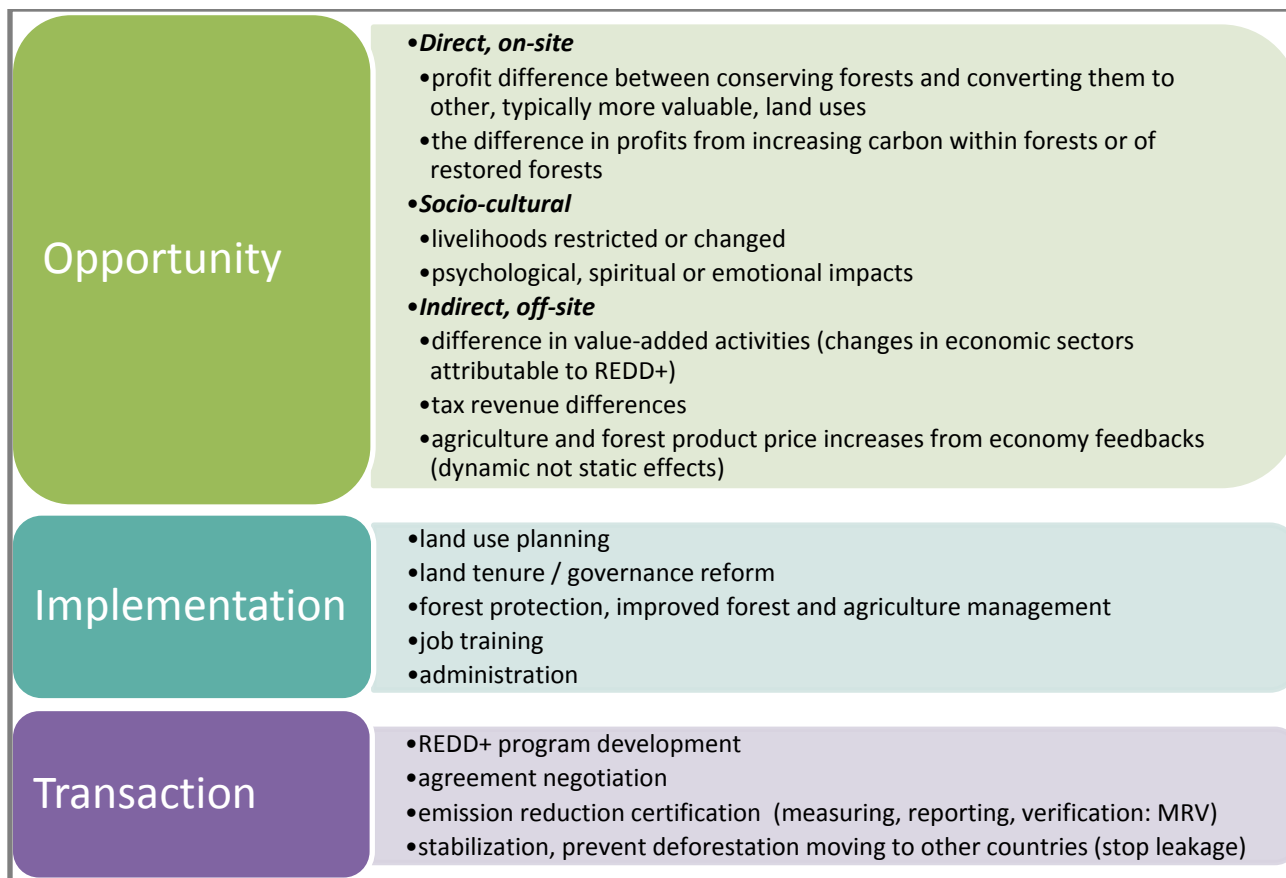 Opportunity
•Direct, on-site
•profit difference between conserving forests and converting them to
other, typically more valuable, land uses
•the difference in profits from increasing carbon within forests or of
restored forests
•Socio-cultural
•livelihoods restricted or changed
•psychological, spiritual or emotional impacts
•Indirect, off-site
•difference in value-added activities (changes in economic sectors
attributable to REDD+)
•tax revenue differences
•agriculture and forest product price increases from economy feedbacks
(dynamic not static effects)
Implementation
•land use planning
•land tenure / governance reform
•forest protection, improved forest and agriculture management
•job training
•administration
Transaction
•REDD+ program development
•agreement negotiation
•emission reduction certification  (measuring, reporting, verification: MRV)
•stabilization, prevent deforestation moving to other countries (stop leakage)